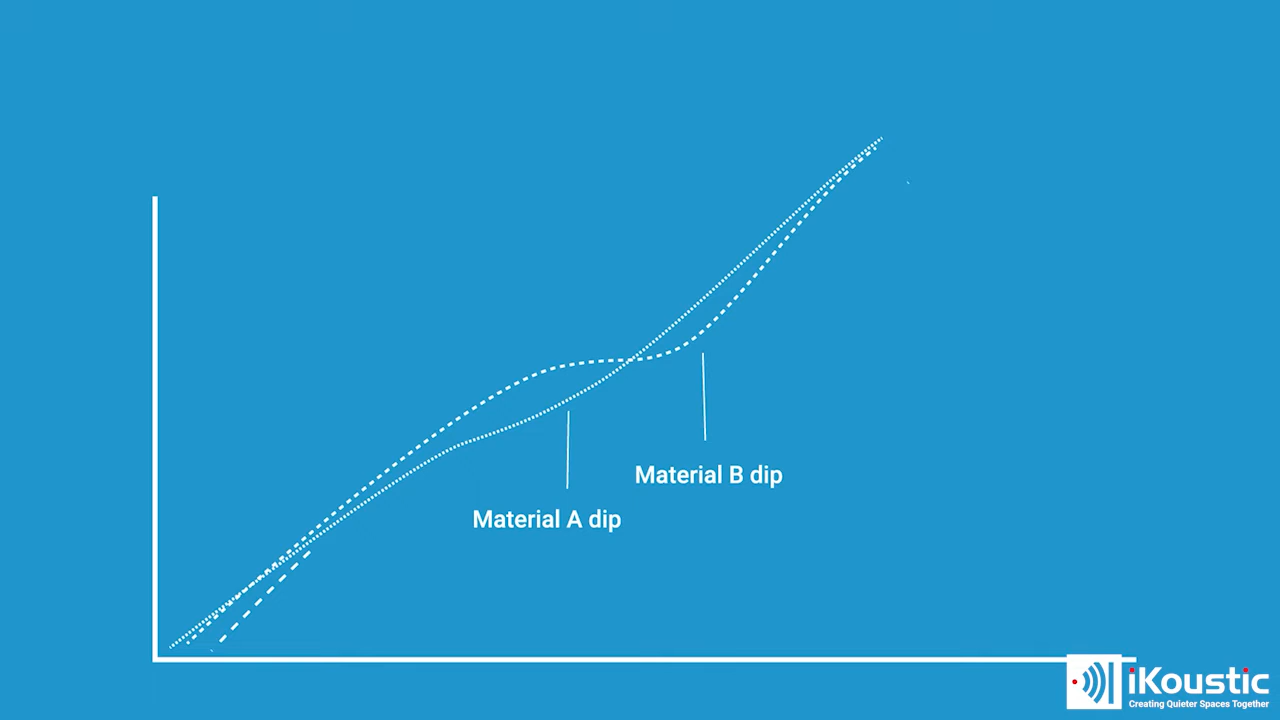 Material B dip
Material A dip
iKoustic
Creating Quieter Spaces Together